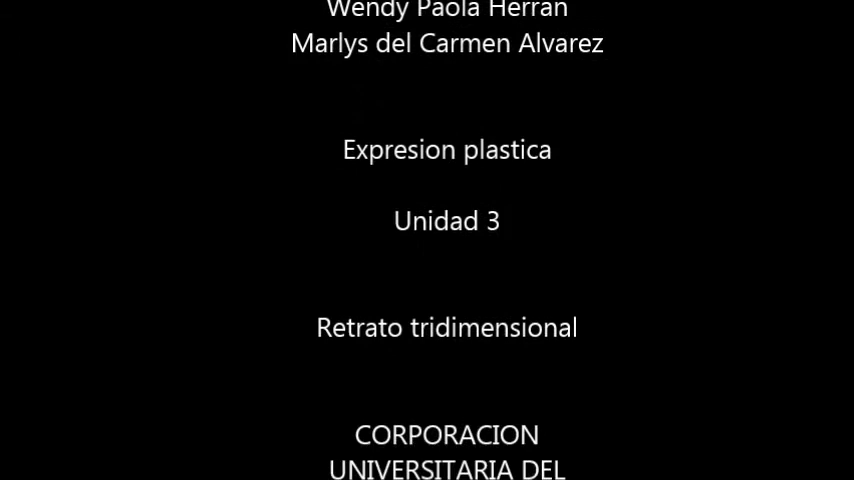 Wendy Paola Herran
Marlys del Carmen Alvarez
Expresion plastica
Unidad 3
Retrato tridimensional
CORPORACION
UNIVERSITARIA DEL